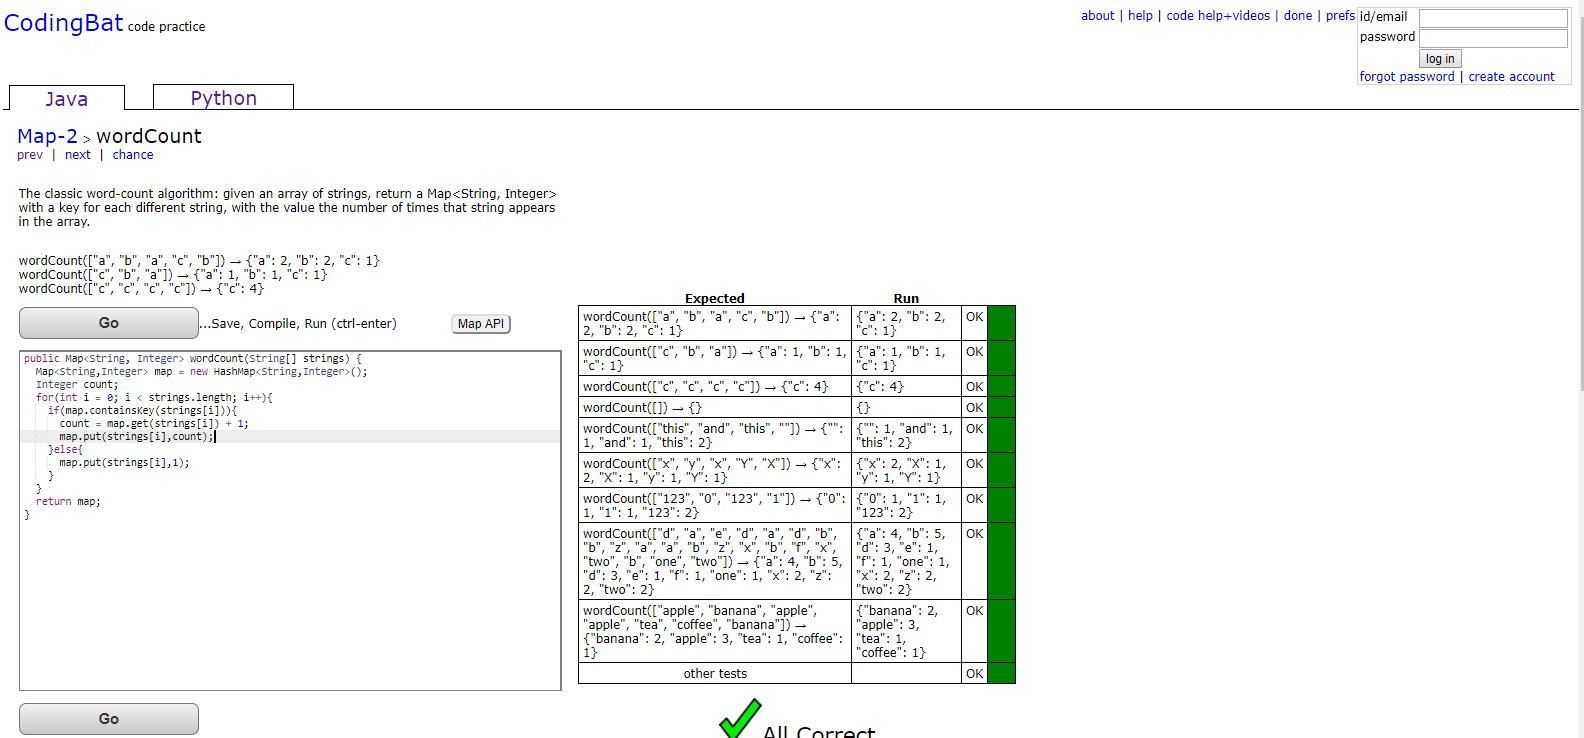 CodingBat code practice
about | help | code help+videos | done | prefs
id/email
password
log in
forgot password | create account
Java
Python
Map-2 > wordCount
prev | next | chance
The classic word-count algorithm: given an array of strings, return a Map<String, Integer>
with a key for each different string, with the value the number of times that string appears
in the array.
wordCount(["a", "b", "a", "c", "b"]) → {"a": 2, "b": 2, "c": 1}
wordCount(["c", "b", "a"]) → {"a": 1, "b": 1, "c": 1}
wordCount(["c", "c", "c", "c"]) → {"c": 4}
Go
...Save, Compile, Run (ctrl-enter)
Map API
public Map<String, Integer> wordCount(String[] strings) {
Map<String,Integer> map = new HashMap<String,Integer>();
Integer count;
for(int i = 0; i < strings.length; i++){
if(map.containsKey(strings[i])){
count = map.get(strings[i]) + 1;
map.put(strings[i],count);
}else{
map.put(strings[i],1);
}
}
return map;
}
Go
Expected
Run
wordCount(["a", "b", "a", "c", "b"]) → {"a":
2, "b": 2, "c": 1}
{"a": 2, "b": 2,
"c": 1}
OK
wordCount(["c", "b", "a"]) → {"a": 1, "b": 1,
"c": 1}
{"a": 1, "b": 1,
"c": 1}
OK
wordCount(["c", "c", "c", "c"]) → {"c": 4}
{"c": 4}
OK
wordCount([]) → {}
{}
OK
wordCount(["this", "and", "this", ""]) → {"":
1, "and": 1, "this": 2}
{"": 1, "and": 1,
"this": 2}
OK
wordCount(["x", "y", "x", "Y", "X"]) → {"x":
2, "X": 1, "y": 1, "Y": 1}
{"x": 2, "X": 1,
"y": 1, "Y": 1}
OK
wordCount(["123", "0", "123", "1"]) → {"0":
1, "1": 1, "123": 2}
{"0": 1, "1": 1,
"123": 2}
OK
wordCount(["d", "a", "e", "d", "a", "d", "b",
"b", "z", "a", "a", "b", "z", "x", "b", "f", "x",
"two", "b", "one", "two"]) → {"a": 4, "b": 5,
"d": 3, "e": 1, "f": 1, "one": 1, "x": 2, "z":
2, "two": 2}
{"a": 4, "b": 5,
"d": 3, "e": 1,
"f": 1, "one": 1,
"x": 2, "z": 2,
"two": 2}
OK
wordCount(["apple", "banana", "apple",
"apple", "tea", "coffee", "banana"]) →
{"banana": 2, "apple": 3, "tea": 1, "coffee":
1}
{"banana": 2,
"apple": 3,
"tea": 1,
"coffee": 1}
OK
other tests
OK
All Correct